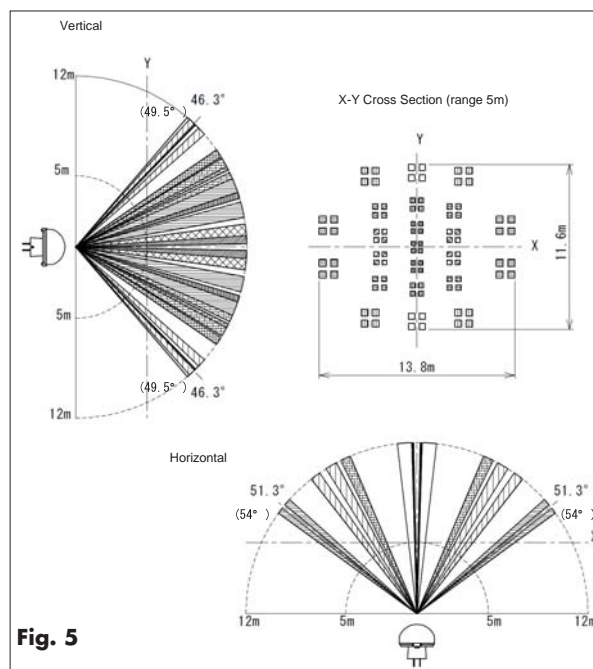 Vertical
Y
12m
(49.5°)
46.3°
X-Y Cross Section (range 5m)
Y
5m
X
11.6m
5m
13.8m
(49.5°)
46.3°
12m
Horizontal
51.3°
(54°)
51.3°
(54°)
12m
5m
5m
12m
Fig. 5